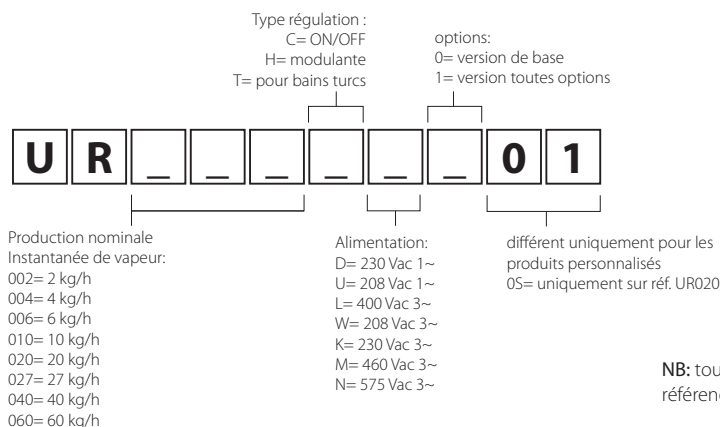 Type régulation :
C= ON/OFF
H= modulante
T= pour bains turcs
options:
0= version de base
1= version toutes options
U R _ _ _ _ _ _ 0 1
Production nominale
Instantanée de vapeur:
002= 2 kg/h
004= 4 kg/h
006= 6 kg/h
010= 10 kg/h
020= 20 kg/h
027= 27 kg/h
040= 40 kg/h
060= 60 kg/h
Alimentation:
D= 230 Vac 1~
U= 208 Vac 1~
L= 400 Vac 3~
W= 208 Vac 3~
K= 230 Vac 3~
M= 460 Vac 3~
N= 575 Vac 3~
différent uniquement pour les
produits personnalisés
0S= uniquement sur réf. UR020
NB: